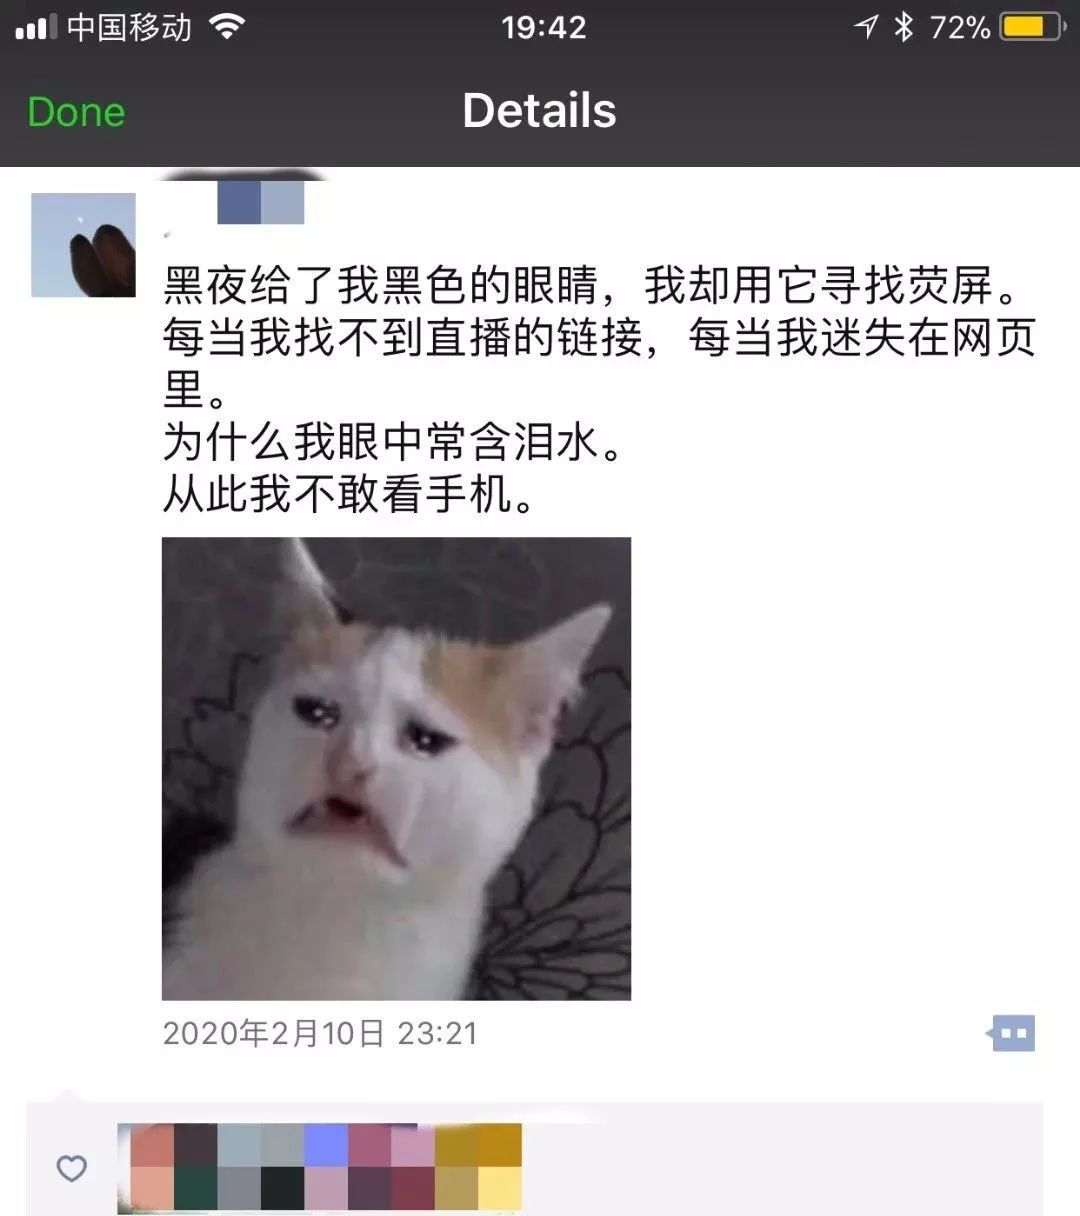 中国移动 19:42 72%
Done Details
黑夜给了我黑色的眼睛，我却用它寻找荧屏。
每当我找不到直播的链接，每当我迷失在网页
里。
为什么我眼中常含泪水。
从此我不敢看手机。
2020年2月10日 23:21